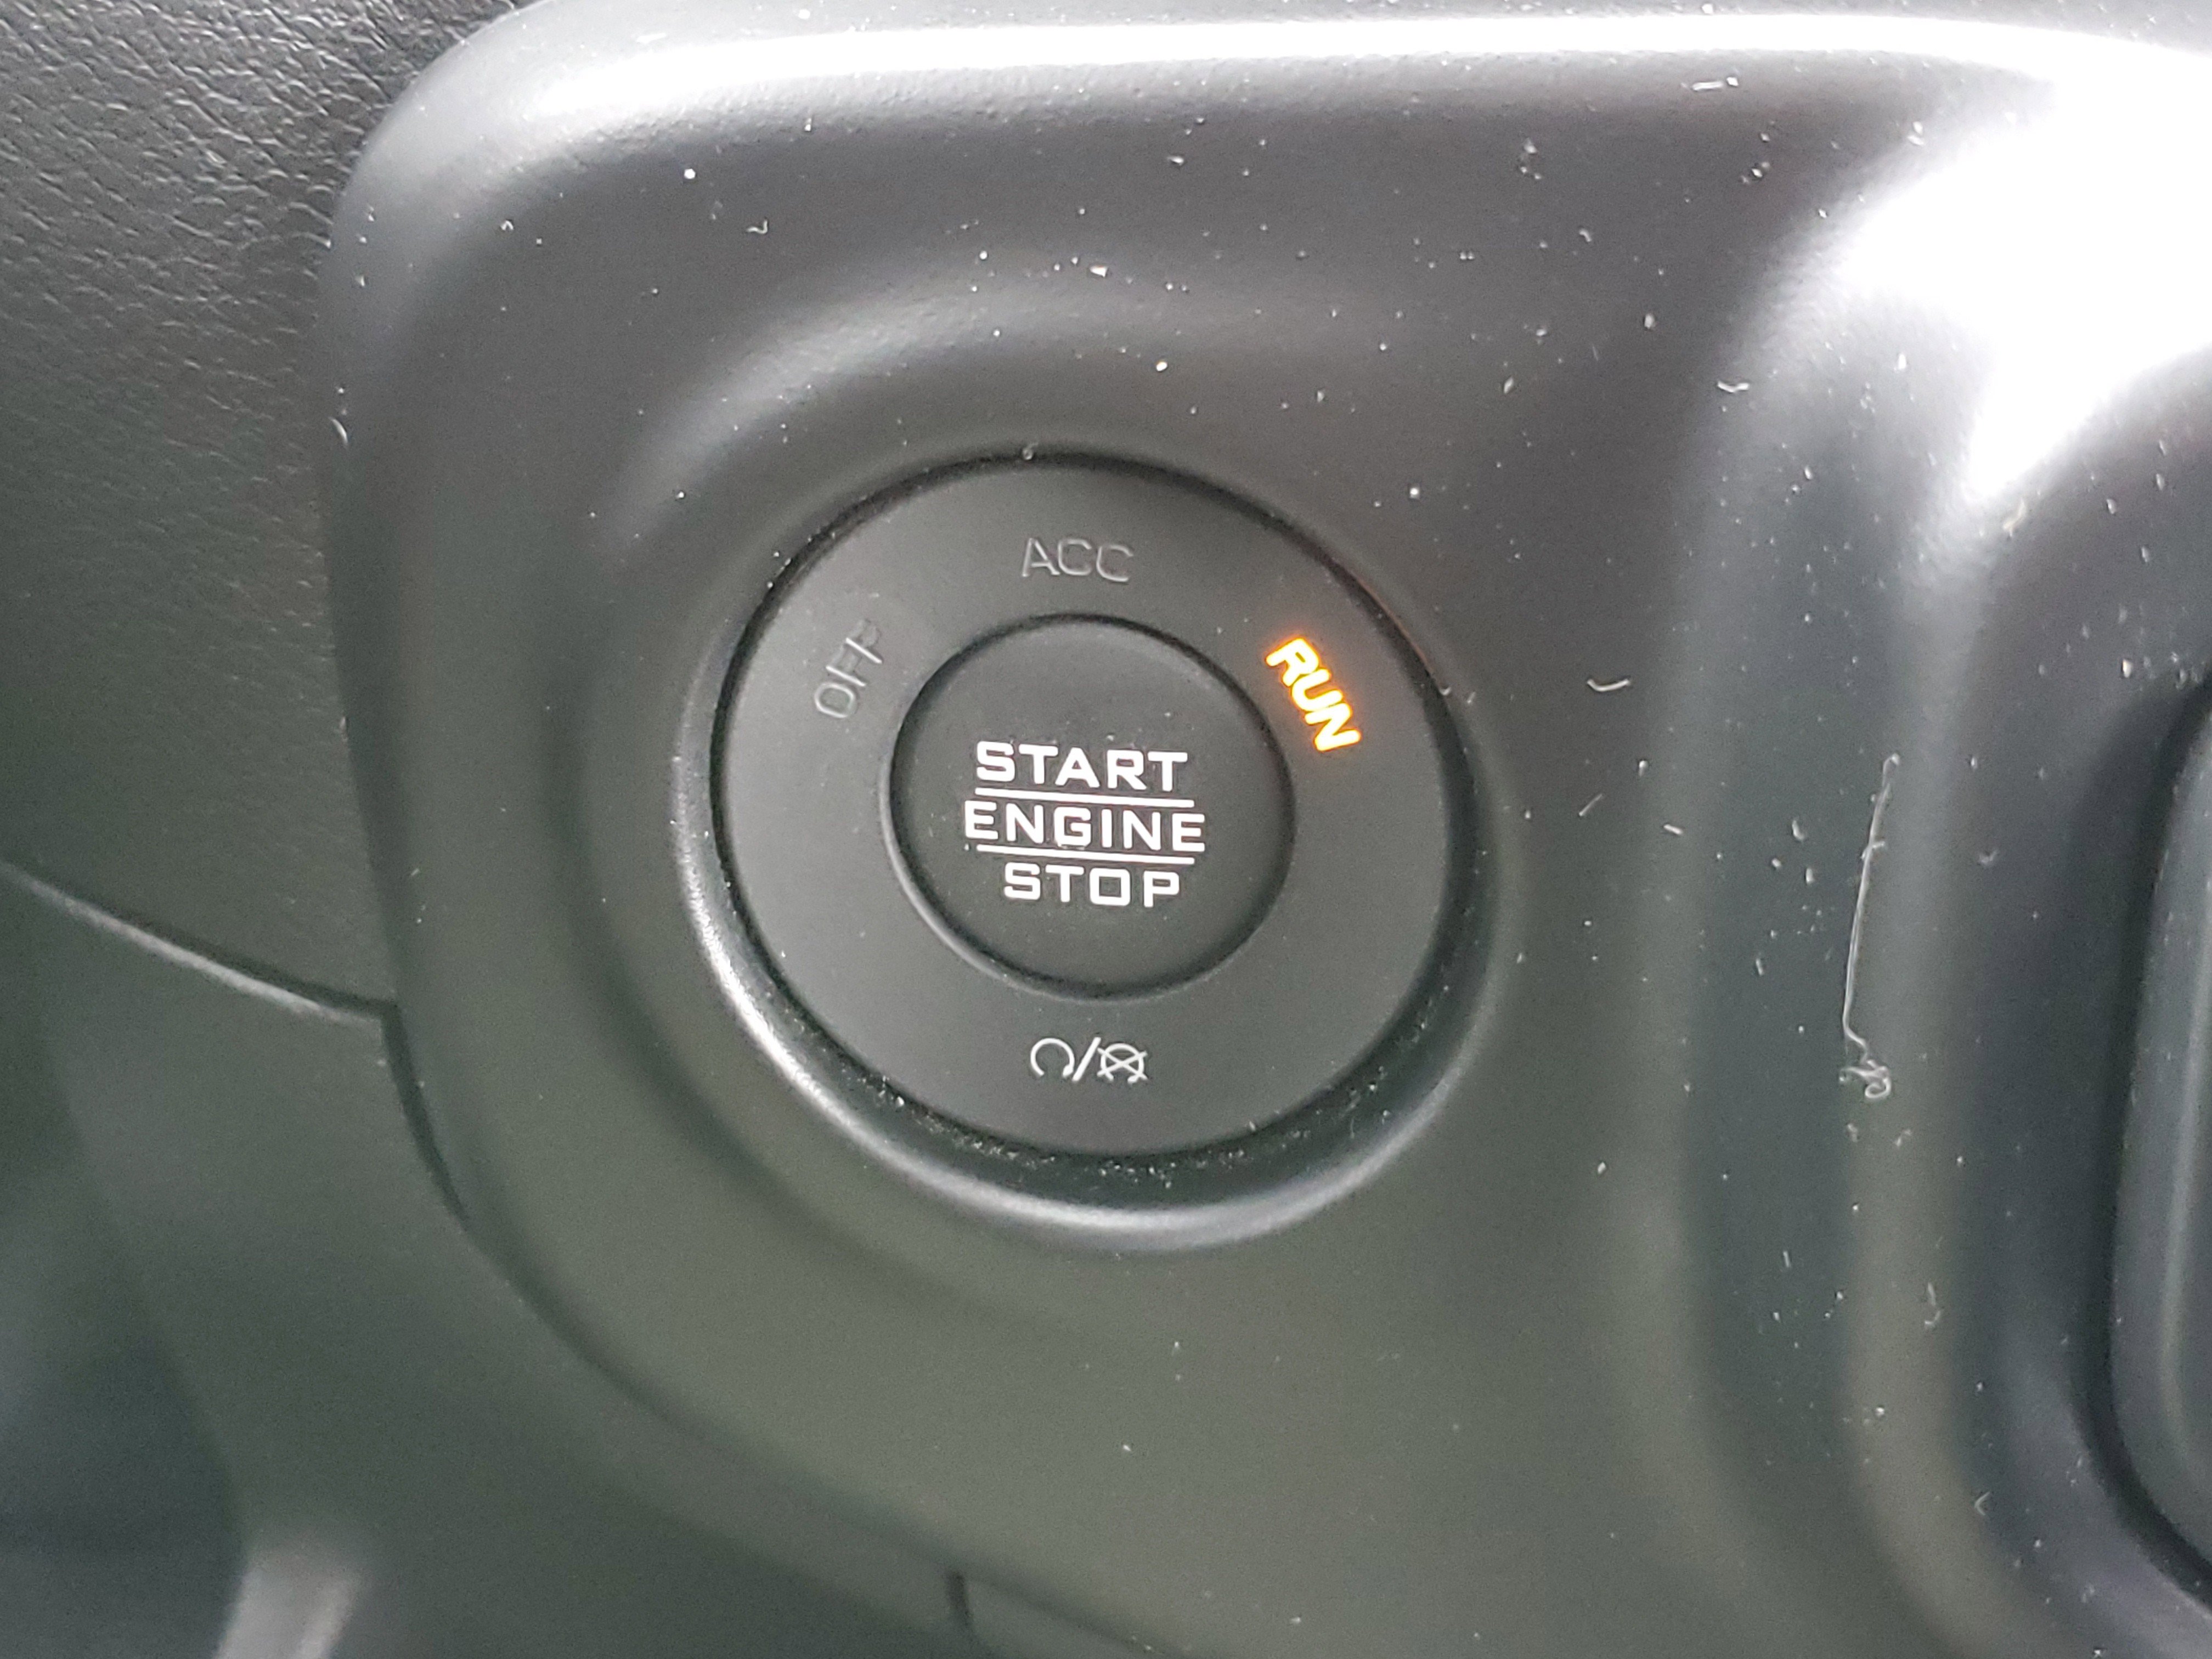 ACC
OFF
RUN
START
ENGINE
STOP